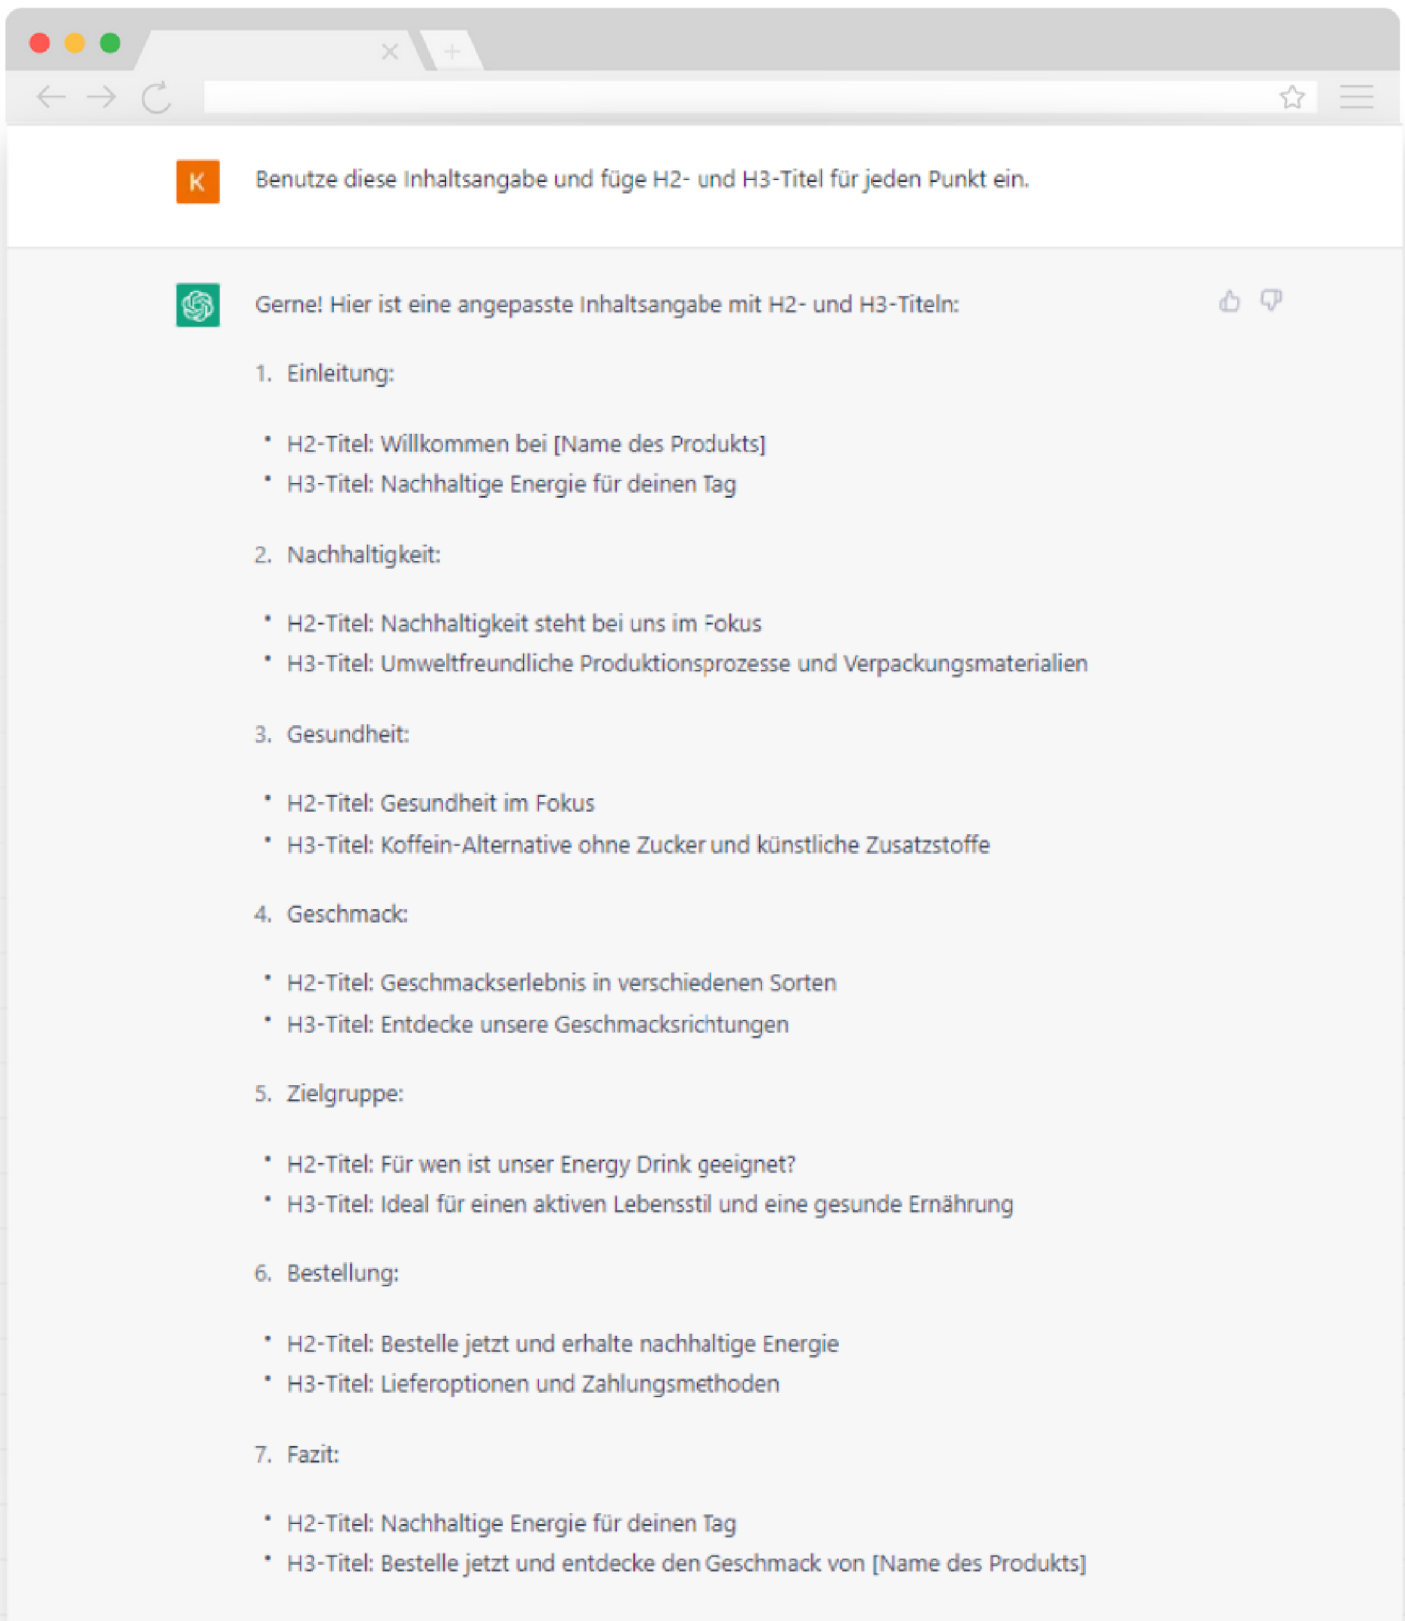 K
Benutze diese Inhaltsangabe und füge H2- und H3-Titel für jeden Punkt ein.
Gerne! Hier ist eine angepasste Inhaltsangabe mit H2- und H3-Titeln:
1. Einleitung:
• H2-Titel: Willkommen bei [Name des Produkts]
• H3-Titel: Nachhaltige Energie für deinen Tag
2. Nachhaltigkeit:
• H2-Titel: Nachhaltigkeit steht bei uns im Fokus
• H3-Titel: Umweltfreundliche Produktionsprozesse und Verpackungsmaterialien
3. Gesundheit:
• H2-Titel: Gesundheit im Fokus
• H3-Titel: Koffein-Alternative ohne Zucker und künstliche Zusatzstoffe
4. Geschmack:
• H2-Titel: Geschmackserlebnis in verschiedenen Sorten
• H3-Titel: Entdecke unsere Geschmacksrichtungen
5. Zielgruppe:
• H2-Titel: Für wen ist unser Energy Drink geeignet?
• H3-Titel: Ideal für einen aktiven Lebensstil und eine gesunde Ernährung
6. Bestellung:
• H2-Titel: Bestelle jetzt und erhalte nachhaltige Energie
• H3-Titel: Lieferoptionen und Zahlungsmethoden
7. Fazit:
• H2-Titel: Nachhaltige Energie für deinen Tag
• H3-Titel: Bestelle jetzt und entdecke den Geschmack von [Name des Produkts]